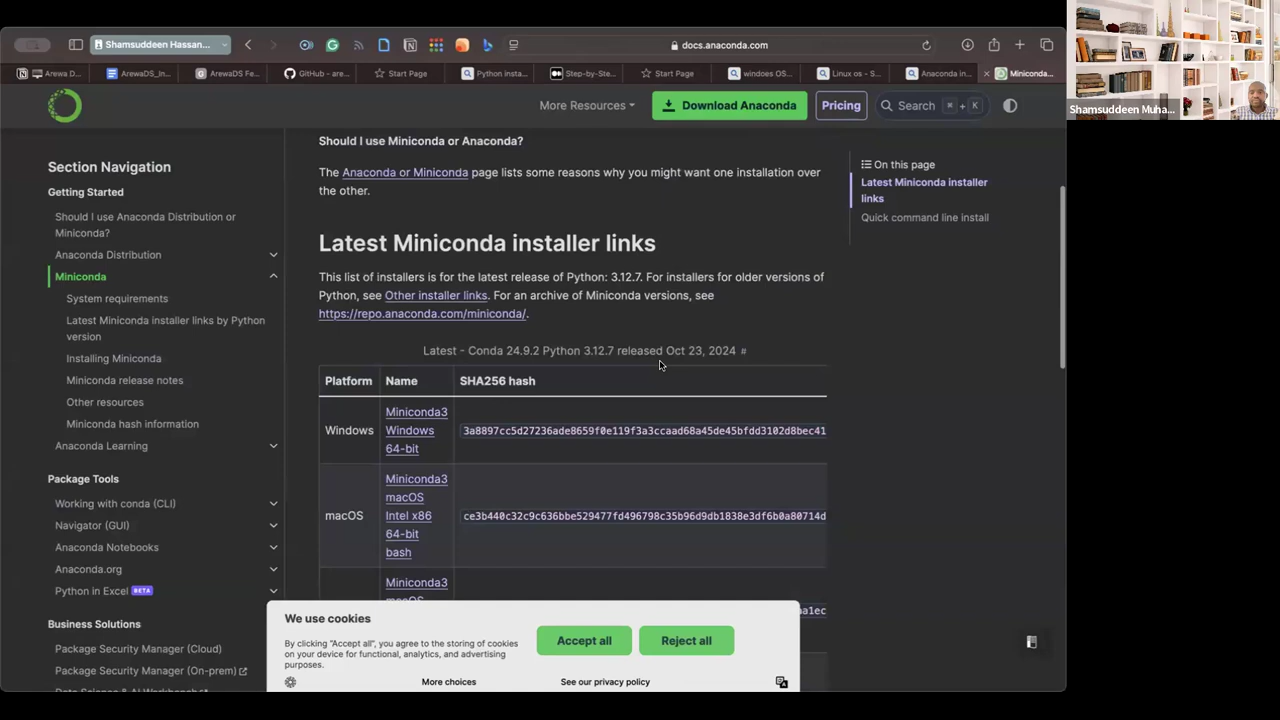 Shamsuddeen Hassan...
docs.anaconda.com
Arewa D...
ArewaDS_In...
ArewaDS Fe...
GitHub - are...
Start Page
Python insta...
Step-by-Ste...
Start Page
windows OS...
Linux os - S...
Anaconda in...
Miniconda...
More Resources
Download Anaconda
Pricing
Search
⌘ + K
Shamsuddeen Muha...
Section Navigation
Getting Started
Should I use Anaconda Distribution or
Miniconda?
Anaconda Distribution
Miniconda
System requirements
Latest Miniconda installer links by Python
version
Installing Miniconda
Miniconda release notes
Other resources
Miniconda hash information
Anaconda Learning
Package Tools
Working with conda (CLI)
Navigator (GUI)
Anaconda Notebooks
Anaconda.org
Python in Excel BETA
Business Solutions
Package Security Manager (Cloud)
Package Security Manager (On-prem)
Should I use Miniconda or Anaconda?
The Anaconda or Miniconda page lists some reasons why you might want one installation over
the other.
Latest Miniconda installer links
This list of installers is for the latest release of Python: 3.12.7. For installers for older versions of
Python, see Other installer links. For an archive of Miniconda versions, see
https://repo.anaconda.com/miniconda/.
Latest - Conda 24.9.2 Python 3.12.7 released Oct 23, 2024 #
Platform Name SHA256 hash
Windows
Miniconda3
Windows
64-bit
3a8897cc5d27236ade8659f0e119f3a3ccaad68a45de45bfdd3102d8bec41
macOS
Miniconda3
macOS
Intel x86
64-bit
bash
ce3b440c32c9c636bbe529477fd496798c35b96d9db1838e3df6b0a80714d
Miniconda3
macOS
a1ec
On this page
Latest Miniconda installer
links
Quick command line install
We use cookies
By clicking "Accept all", you agree to the storing of cookies
on your device for functional, analytics, and advertising
purposes.
Accept all
Reject all
More choices
See our privacy policy